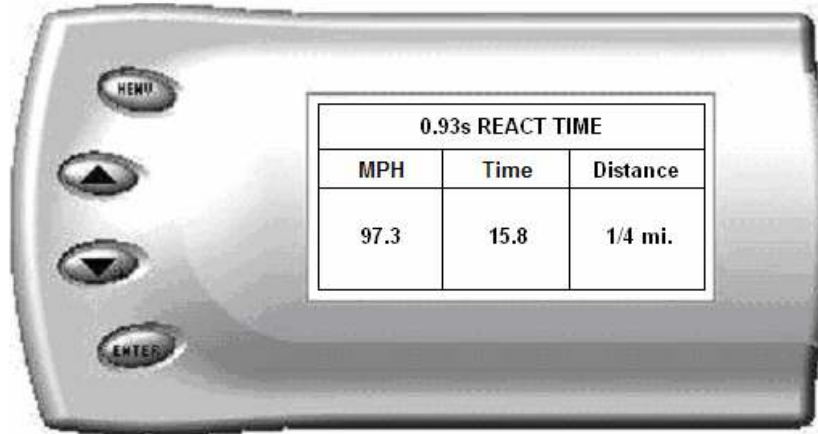 MENU
0.93s REACT TIME
MPH Time Distance
97.3 15.8 1/4 mi.
ENTER